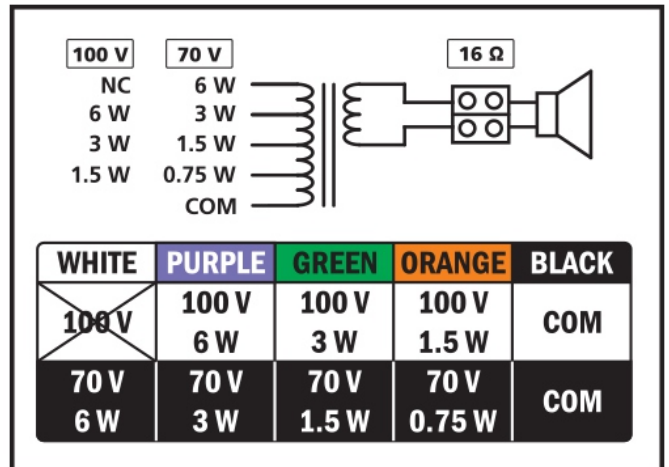 100 V 70 V 16 Ω
NC 6 W
6 W 3 W
3 W 1.5 W
1.5 W 0.75 W
COM
WHITE PURPLE GREEN ORANGE BLACK
100 V 100 V 100 V 100 V COM
6 W 3 W 1.5 W
70 V 70 V 70 V 70 V COM
6 W 3 W 1.5 W 0.75 W